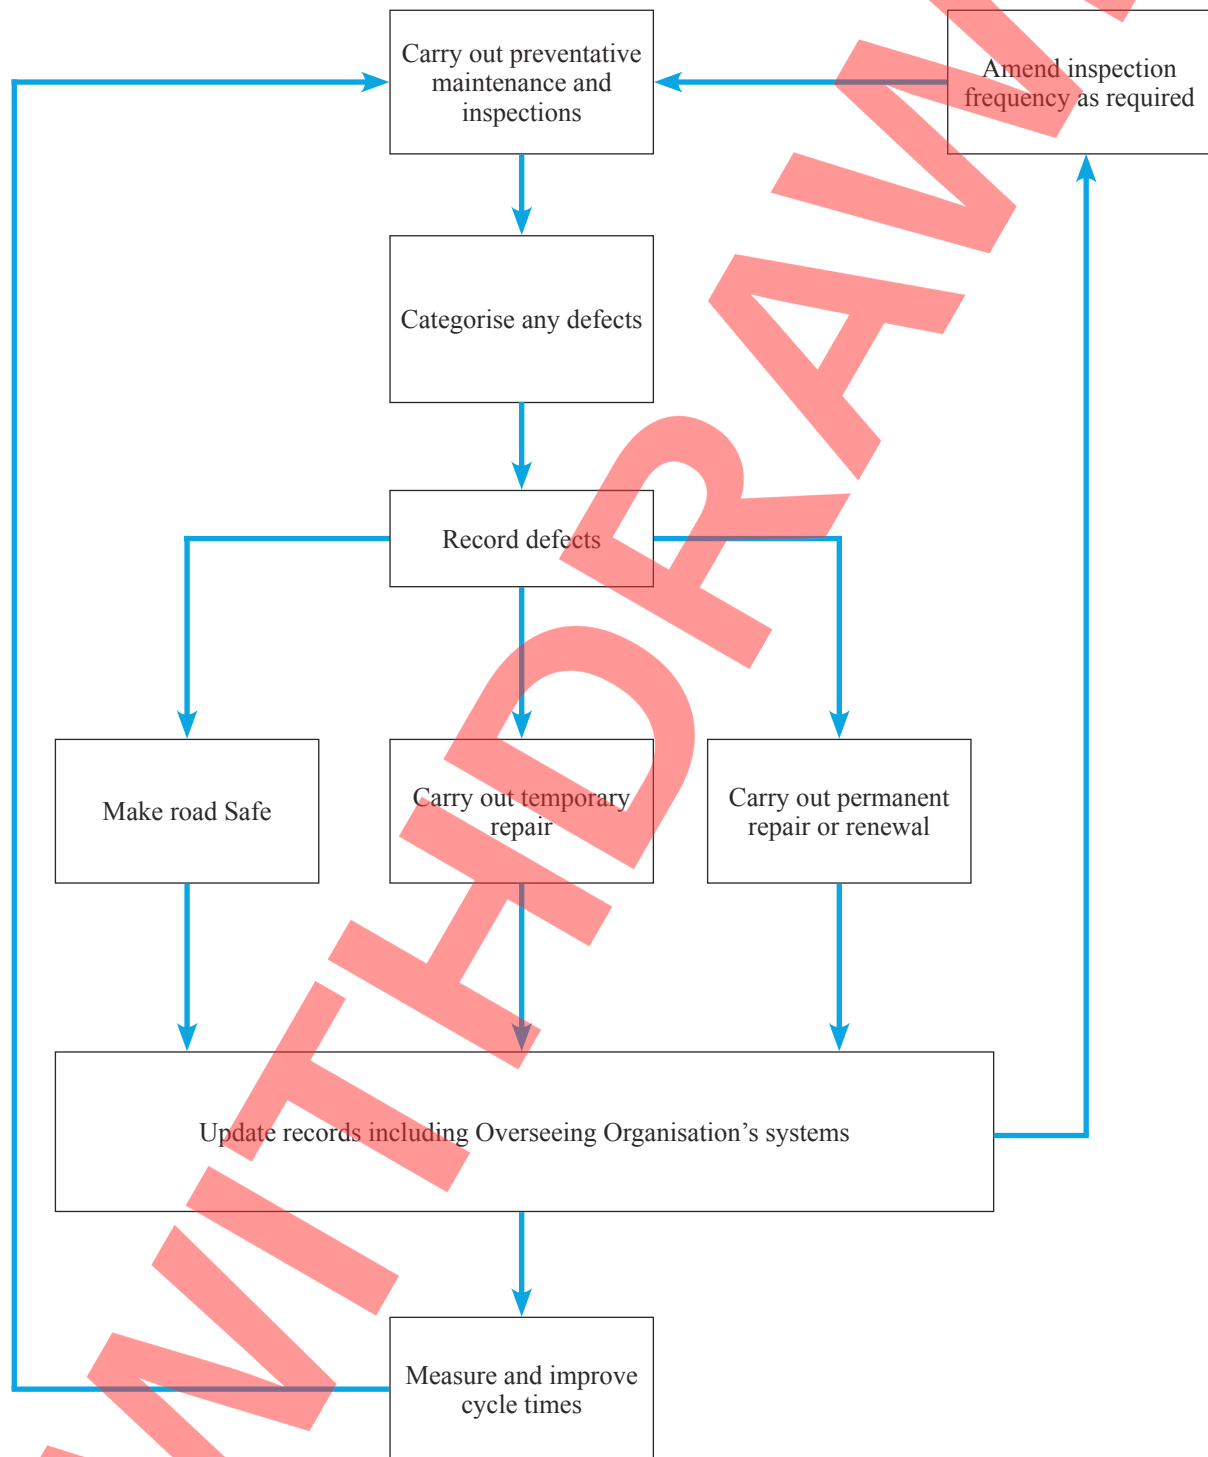 Carry out preventative
maintenance and
inspections
Amend inspection
frequency as required
Categorise any defects
Record defects
Make road Safe
Carry out temporary
repair
Carry out permanent
repair or renewal
Update records including Overseeing Organisation’s systems
Measure and improve
cycle times
WITHDRAWN